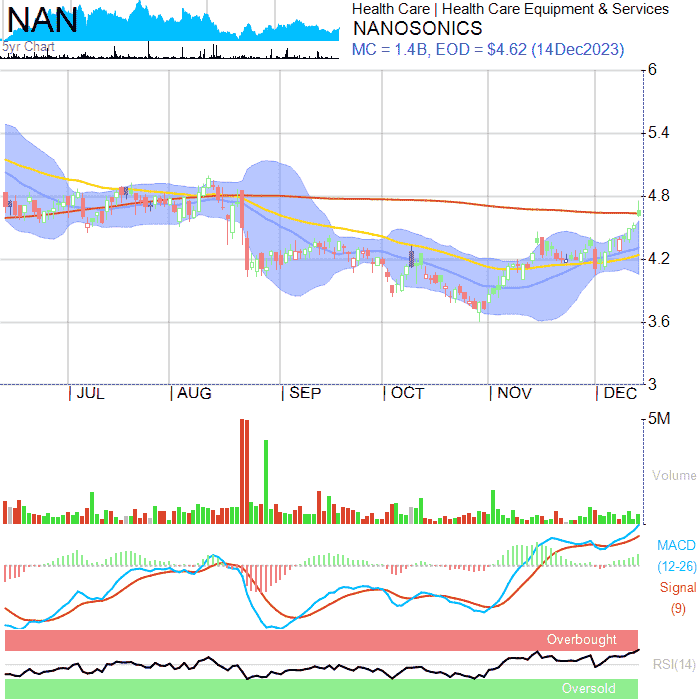 NAN
5yr Chart
Health Care | Health Care Equipment & Services
NANOSONICS
MC = 1.4B, EOD = $4.62 (14Dec2023)
6
5.4
4.8
4.2
3.6
3
JUL
AUG
SEP
OCT
NOV
DEC
5M
Volume
MACD
(12-26)
Signal
(9)
Overbought
RSI(14)
Oversold